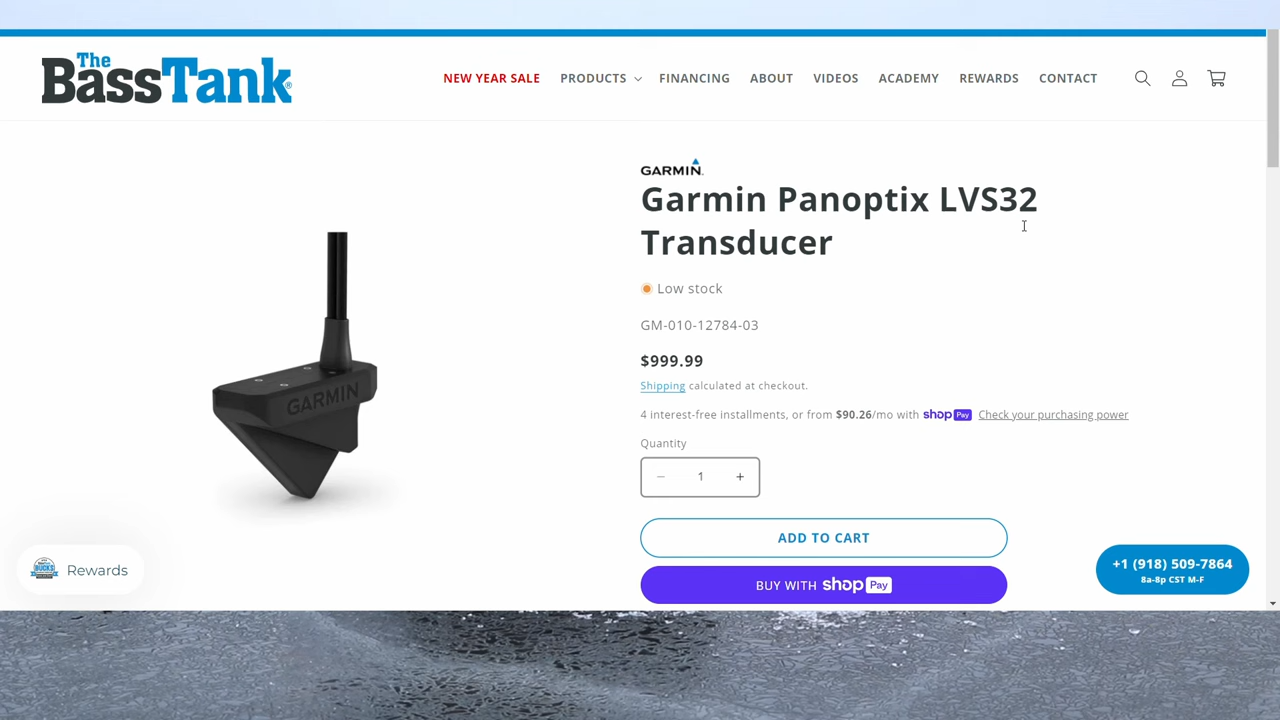 The
BassTank®
NEW YEAR SALE PRODUCTS FINANCING ABOUT VIDEOS ACADEMY REWARDS CONTACT
GARMIN
Garmin Panoptix LVS32
Transducer
Low stock
GM-010-12784-03
$999.99
Shipping calculated at checkout.
4 interest-free installments, or from $90.26/mo with shop Pay Check your purchasing power
Quantity
− 1 +
ADD TO CART
BUY WITH shop Pay
GARMIN
BUCKS
Rewards
+1 (918) 509-7864
8a-8p CST M-F